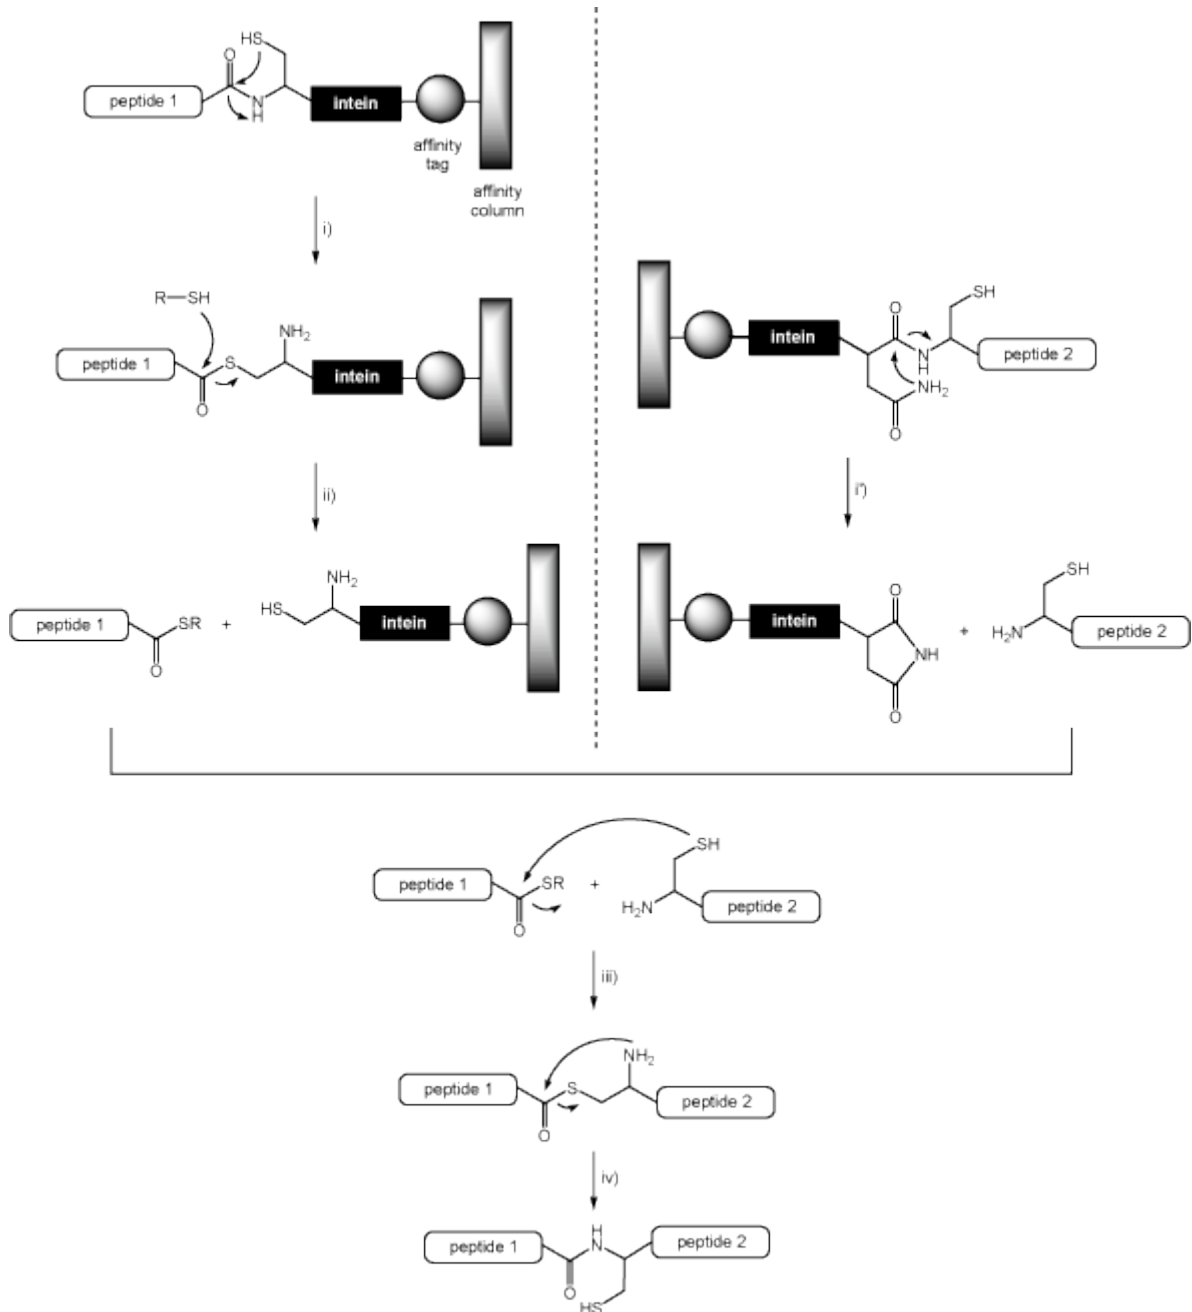 HS
O
peptide 1
N
H
intein
affinity
tag
affinity
column
i)
R—SH
NH2
peptide 1
S
intein
O
O
SH
intein
N
H
peptide 2
NH2
O
ii)
i')
NH2
HS
peptide 1
SR
+
intein
O
O
SH
intein
+
H2N
peptide 2
NH
O
SH
peptide 1
SR
+
H2N
peptide 2
O
iii)
NH2
peptide 1
S
peptide 2
O
iv)
H
peptide 1
N
peptide 2
O
HS